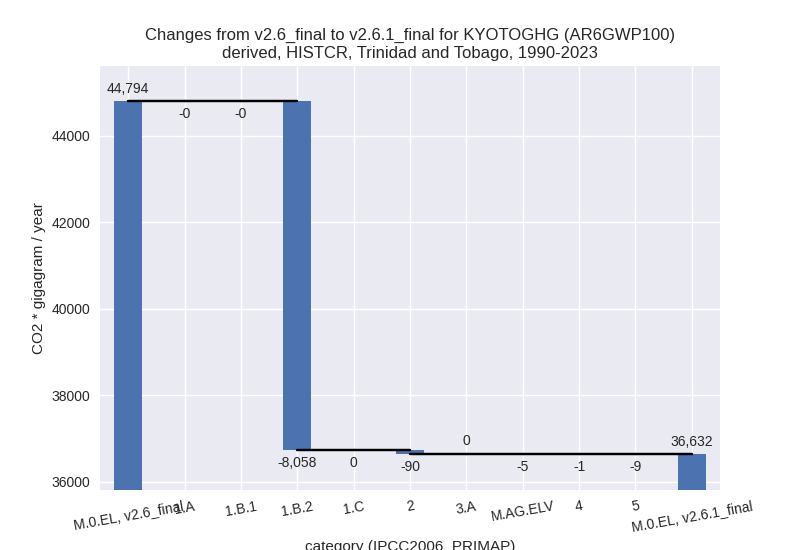 Changes from v2.6_final to v2.6.1_final for KYOTOGHG (AR6GWP100)
derived, HISTCR, Trinidad and Tobago, 1990-2023
44,794
-0
-0
-8,058
0
-90
0
-5
-1
-9
36,632
44000
42000
40000
38000
36000
CO2 * gigagram / year
M.0.EL, v2.6_final
1.A
1.B.1
1.B.2
1.C
2
3.A
M.AG.ELV
4
5
M.0.EL, v2.6.1_final
category (IPCC2006_PRIMAP)